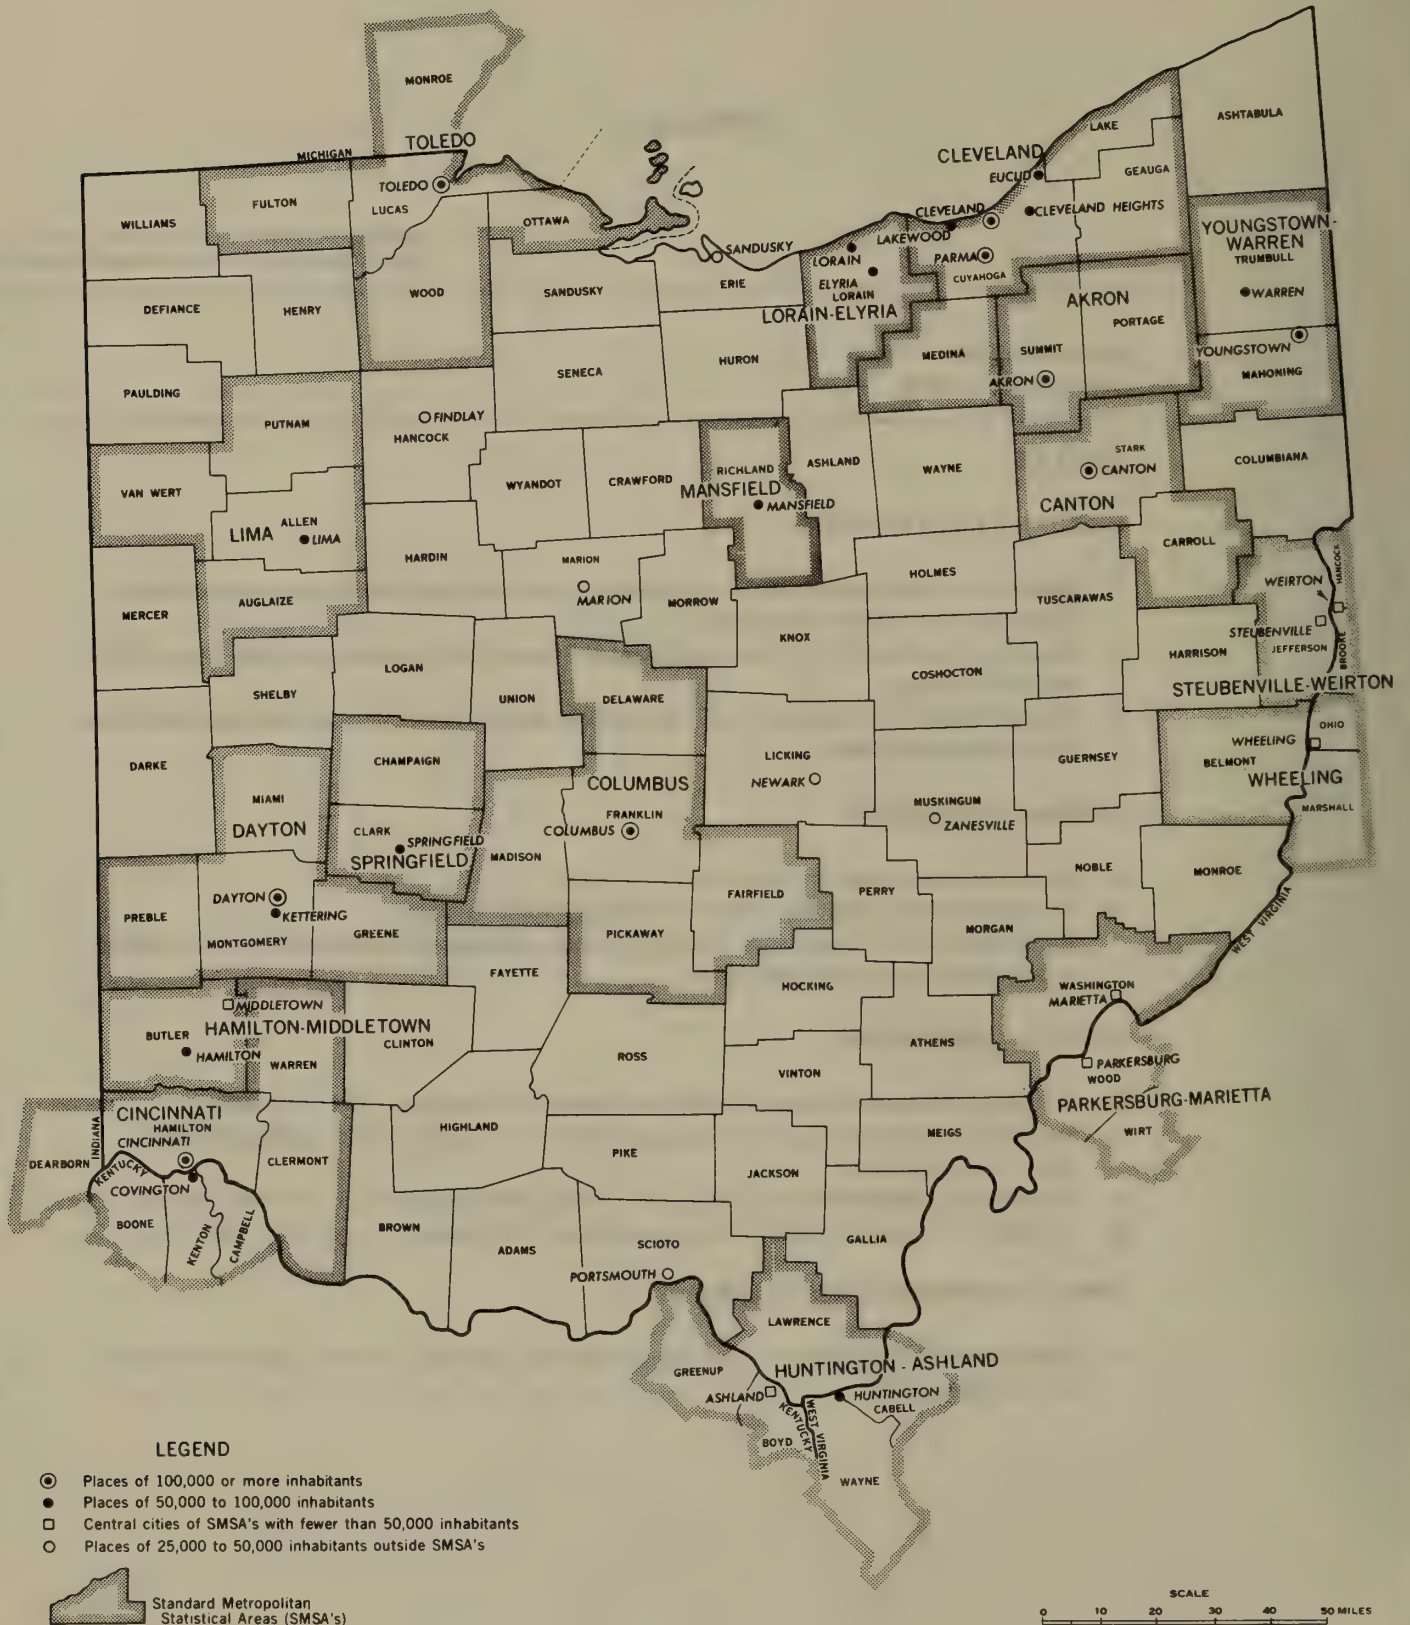 MONROE
TOLEDO
MICHIGAN
TOLEDO
LUCAS
WILLIAMS
FULTON
OTTAWA
SANDUSKY
DEFIANCE
HENRY
WOOD
SANDUSKY
ERIE
PAULDING
PUTNAM
FINDLAY
HANCOCK
SENECA
HURON
ASHTABULA
LAKE
CLEVELAND
EUCUD
GEAUGA
CLEVELAND
CLEVELAND HEIGHTS
LAKEWOOD
LORAIN
PARMA
CUYAHOGA
ELYRIA
LORAIN
LORAIN-ELYRIA
YOUNGSTOWN-
WARREN
TRUMBULL
WARREN
AKRON
PORTAGE
SUMMIT
MEDINA
AKRON
YOUNGSTOWN
MAHONING
VAN WERT
ALLEN
LIMA
LIMA
WYANDOT
CRAWFORD
RICHLAND
MANSFIELD
MANSFIELD
ASHLAND
WAYNE
STARK
CANTON
CANTON
COLUMBIANA
HARDIN
MARION
MARION
MORROW
HOLMES
CARROLL
TUSCARAWAS
WEIRTON
HANCOCK
STEUBENVILLE
JEFFERSON
BROOKE
STEUBENVILLE-WEIRTON
MERCER
AUGLAIZE
LOGAN
KNOX
COSHOCTON
HARRISON
SHELBY
UNION
DELAWARE
DARKE
CHAMPAIGN
LICKING
NEWARK
GUERNSEY
BELMONT
WHEELING
OHIO
WHEELING
MARSHALL
MIAMI
DAYTON
CLARK
SPRINGFIELD
SPRINGFIELD
COLUMBUS
FRANKLIN
COLUMBUS
MADISON
MUSKINGUM
ZANESVILLE
NOBLE
MONROE
WEST VIRGINIA
PREBLE
DAYTON
KETTERING
MONTGOMERY
GREENE
FAIRFIELD
PERRY
PICKAWAY
MORGAN
FAYETTE
HOCKING
WASHINGTON
MARIETTA
MIDDLETOWN
HAMILTON-MIDDLETOWN
BUTLER
HAMILTON
WARREN
CLINTON
ROSS
VINTON
ATHENS
PARKERSBURG
WOOD
PARKERSBURG-MARIETTA
WIRT
CINCINNATI
HAMILTON
CINCINNATI
INDIANA
DEARBORN
KENTUCKY
COVINGTON
CLERMONT
HIGHLAND
PIKE
JACKSON
MEIGS
BOONE
KENTON
CAMPBELL
BROWN
ADAMS
SCIOTO
GALLIA
PORTSMOUTH
LAWRENCE
GREENUP
HUNTINGTON - ASHLAND
ASHLAND
HUNTINGTON
CABELL
KENTUCKY
WEST VIRGINIA
BOYD
WAYNE
LEGEND
Places of 100,000 or more inhabitants
Places of 50,000 to 100,000 inhabitants
Central cities of SMSA's with fewer than 50,000 inhabitants
Places of 25,000 to 50,000 inhabitants outside SMSA's
Standard Metropolitan
Statistical Areas (SMSA's)
SCALE
0 10 20 30 40 50 MILES